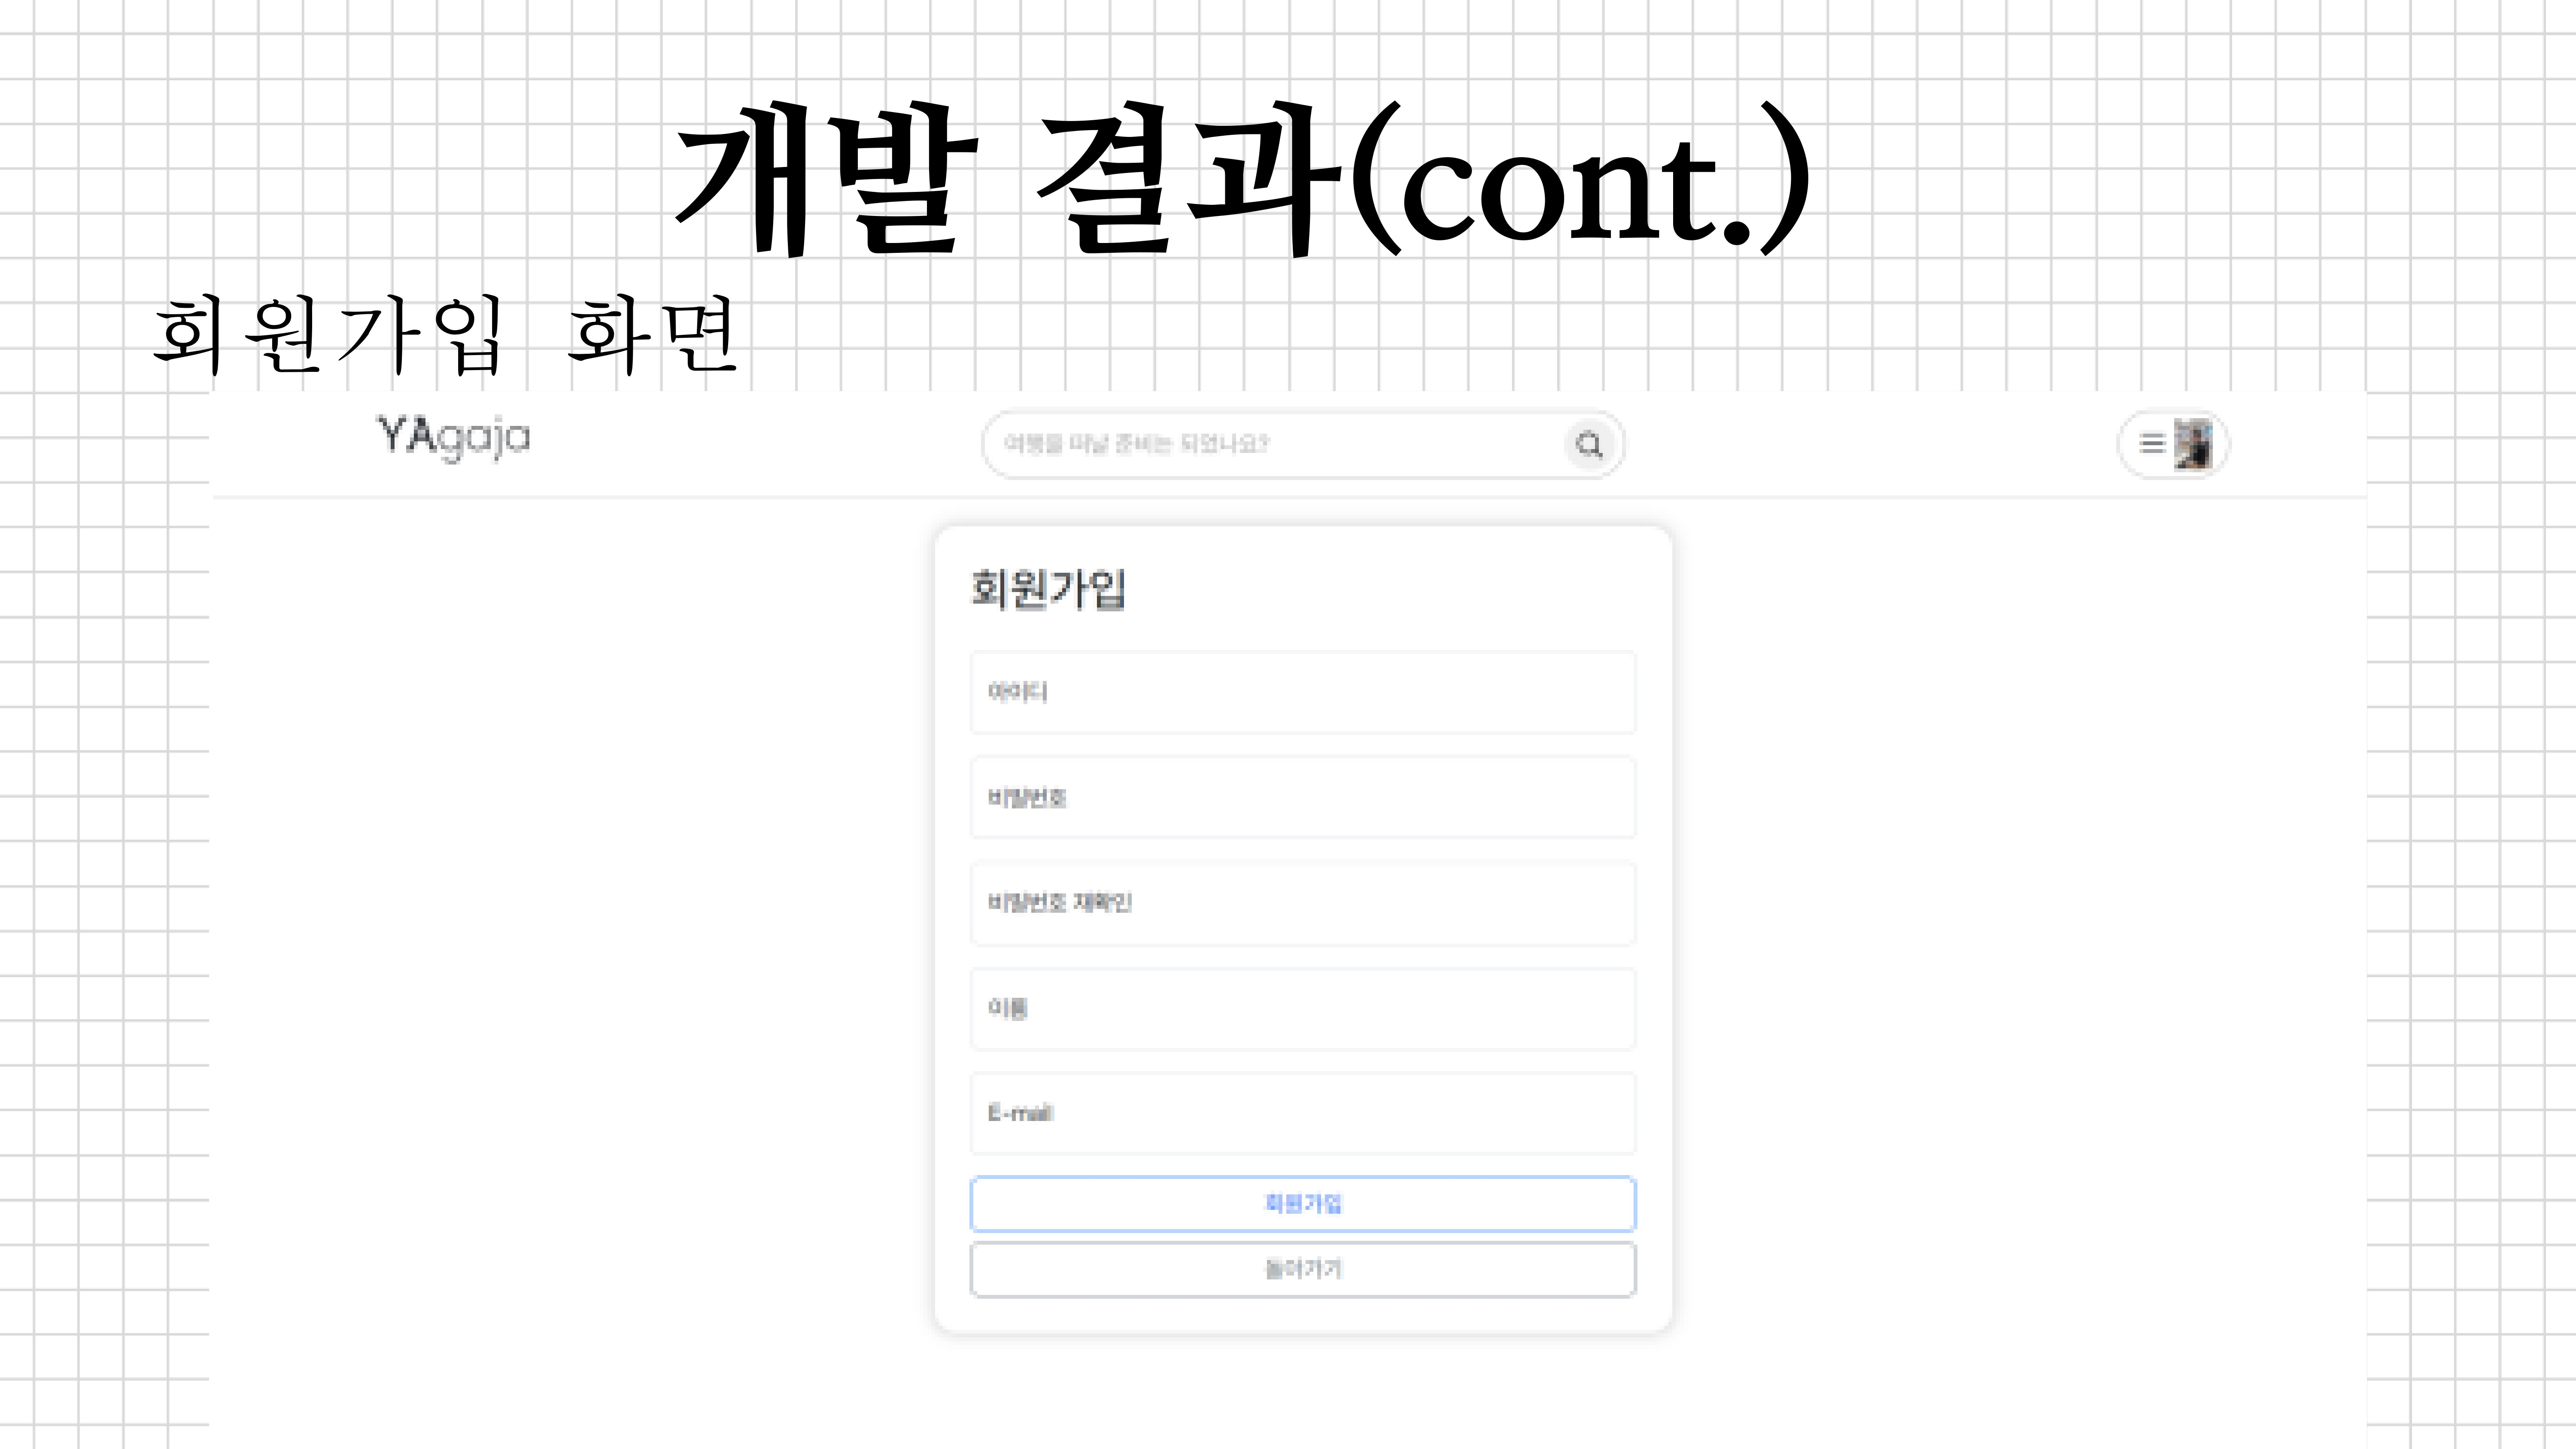 개발 결과(cont.)
회원가입 화면
YAgaja
여행을 떠날 준비는 되었나요?
회원가입
아이디
비밀번호
비밀번호 재확인
이름
E-mail
회원가입
돌아가기